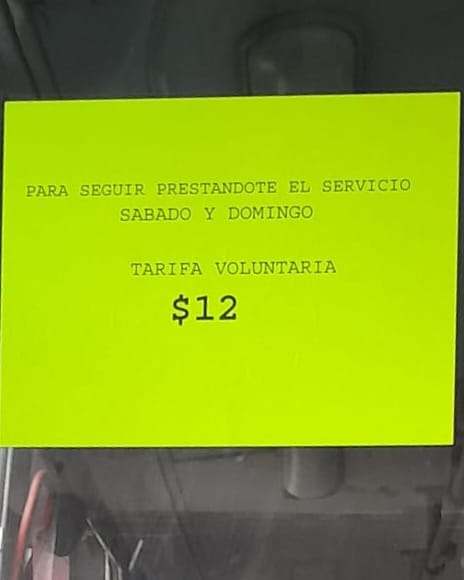 PARA SEGUIR PRESTANDOTE EL SERVICIO
SABADO Y DOMINGO
TARIFA VOLUNTARIA
$12